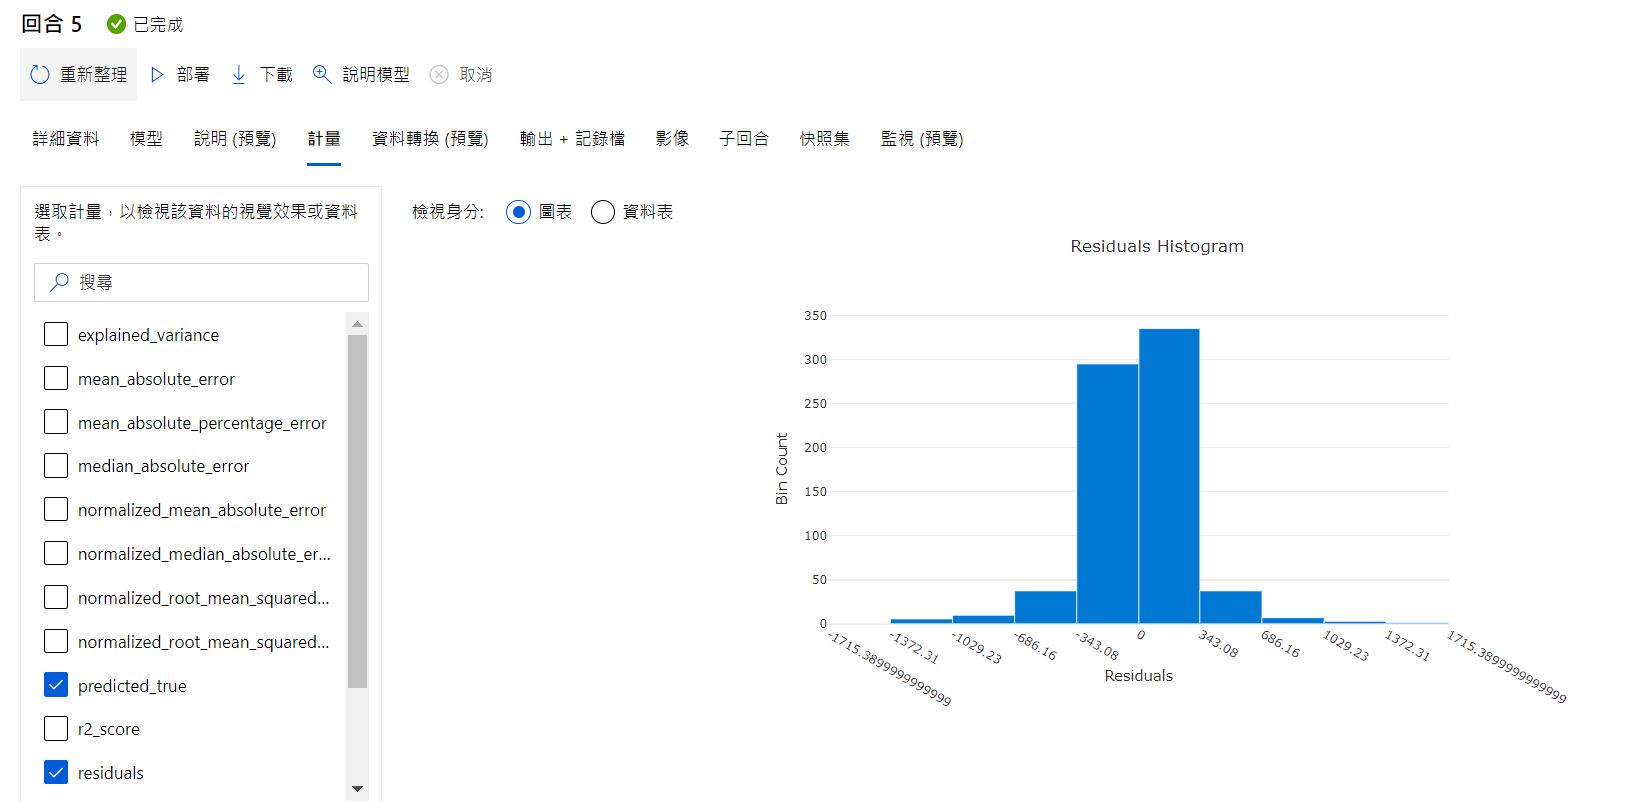 回合 5 已完成
重新整理 部署 下載 說明模型 取消
詳細資料 模型 說明 (預覽) 計量 資料轉換 (預覽) 輸出 + 記錄檔 影像 子回合 快照集 監視 (預覽)
選取計量，以檢視該資料的視覺效果或資料
表。
搜尋
explained_variance
mean_absolute_error
mean_absolute_percentage_error
median_absolute_error
normalized_mean_absolute_error
normalized_median_absolute_er...
normalized_root_mean_squared...
normalized_root_mean_squared...
predicted_true
r2_score
residuals
檢視身分: 圖表 資料表
Residuals Histogram
350
300
250
200
150
100
50
0
Bin Count
-1715.3899999999999
-1372.31
-1029.23
-686.16
-343.08
0
343.08
686.16
1029.23
1372.31
1715.3899999999999
Residuals